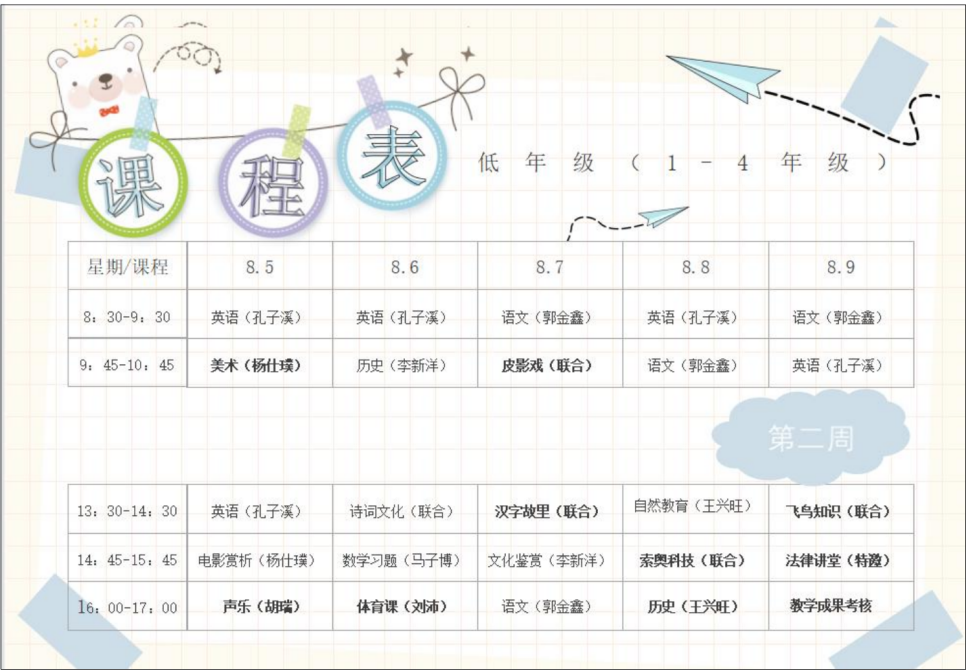 课程表
低年级（1-4年级）
星期/课程 8.5 8.6 8.7 8.8 8.9
8：30-9：30 英语（孔子溪） 英语（孔子溪） 语文（郭金鑫） 英语（孔子溪） 语文（郭金鑫）
9：45-10：45 美术（杨仕璞） 历史（李新洋） 皮影戏（联合） 语文（郭金鑫） 英语（孔子溪）
第二周
13：30-14：30 英语（孔子溪） 诗词文化（联合） 汉字故里（联合） 自然教育（王兴旺） 飞鸟知识（联合）
14：45-15：45 电影赏析（杨仕璞） 数学习题（马子博） 文化鉴赏（李新洋） 索奥科技（联合） 法律讲堂（特邀）
16：00-17：00 声乐（胡瑞） 体育课（刘沛） 语文（郭金鑫） 历史（王兴旺） 教学成果考核